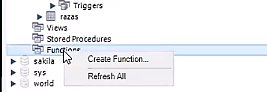 Triggers
razas
Views
Stored Procedures
Functions
Create Function...
sakila
Refresh All
sys
world